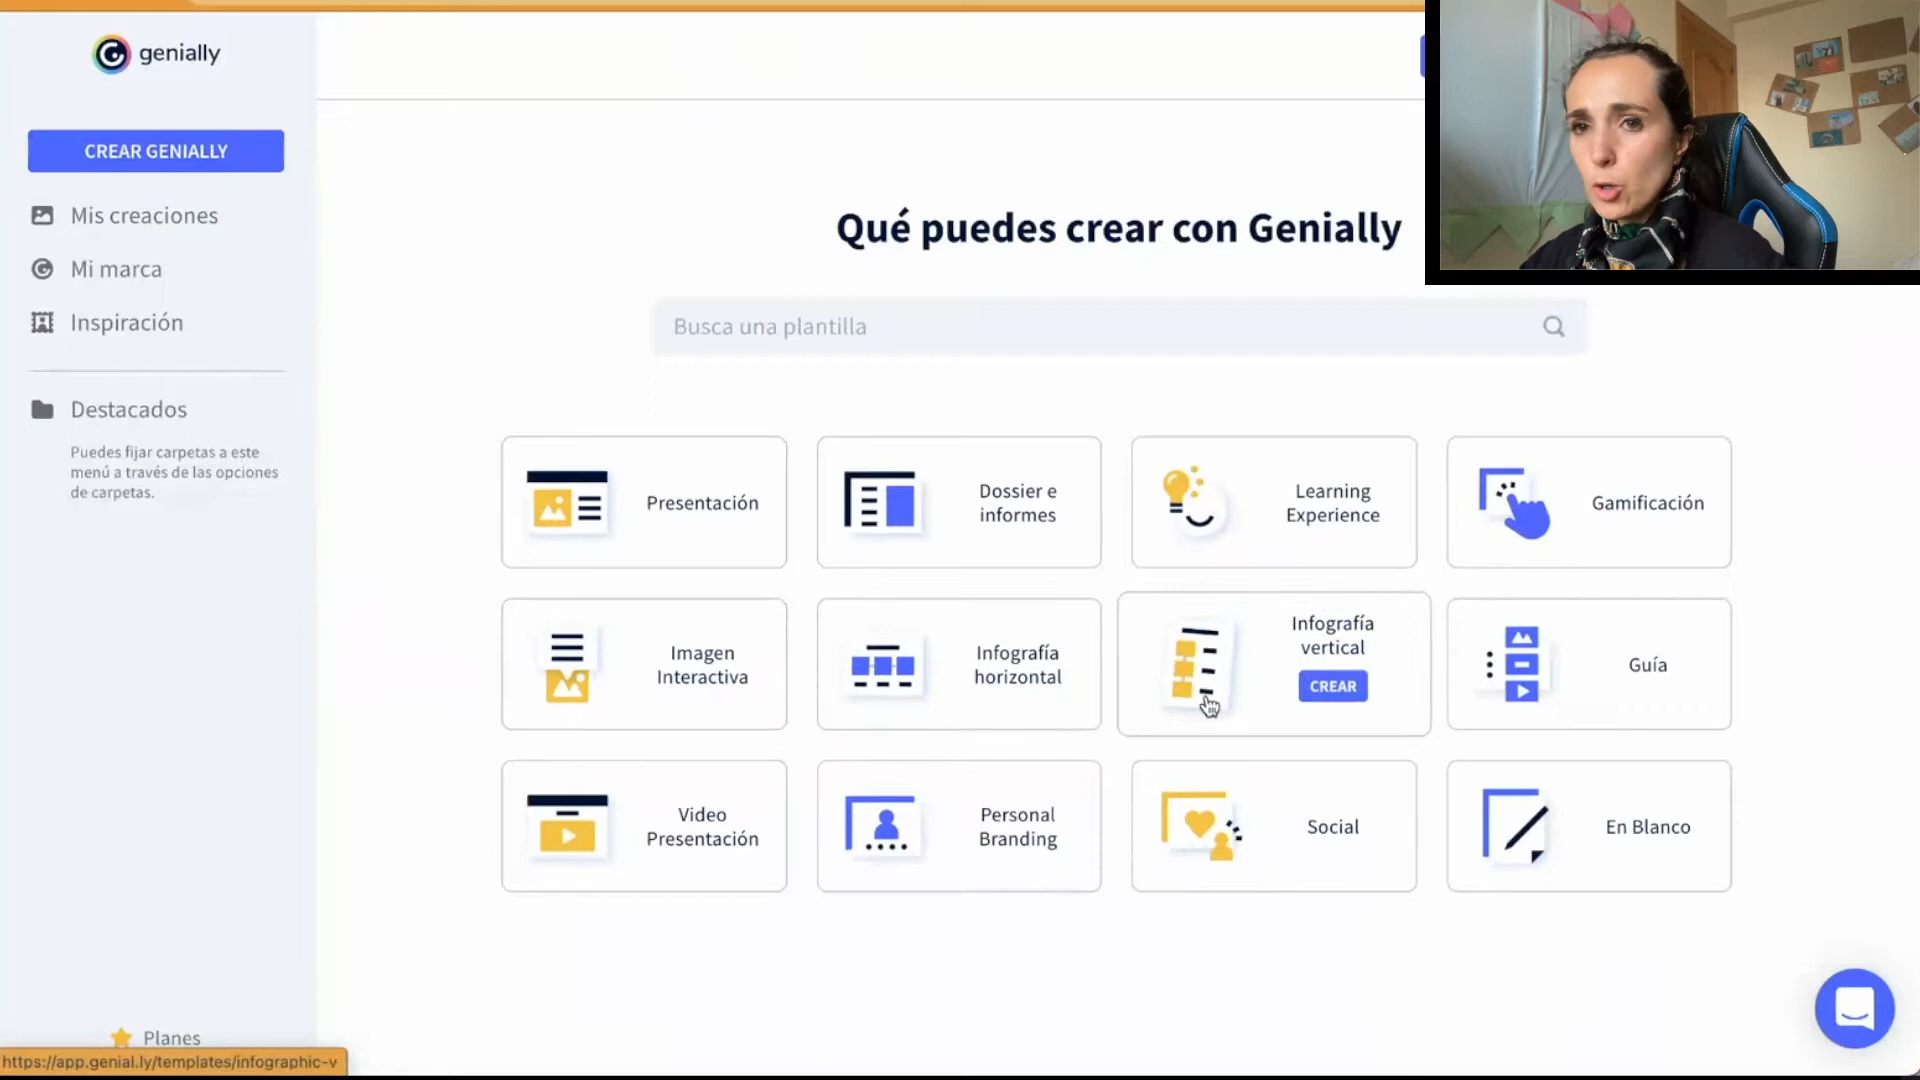 genially
CREAR GENIALLY
Mis creaciones
Mi marca
Inspiración
Destacados
Puedes fijar carpetas a este
menú a través de las opciones
de carpetas.
Planes
https://app.genial.ly/templates/infographic-v
Qué puedes crear con Genially
Busca una plantilla
Presentación
Dossier e
informes
Learning
Experience
Gamificación
Imagen
Interactiva
Infografía
horizontal
Infografía
vertical
CREAR
Guía
Video
Presentación
Personal
Branding
Social
En Blanco